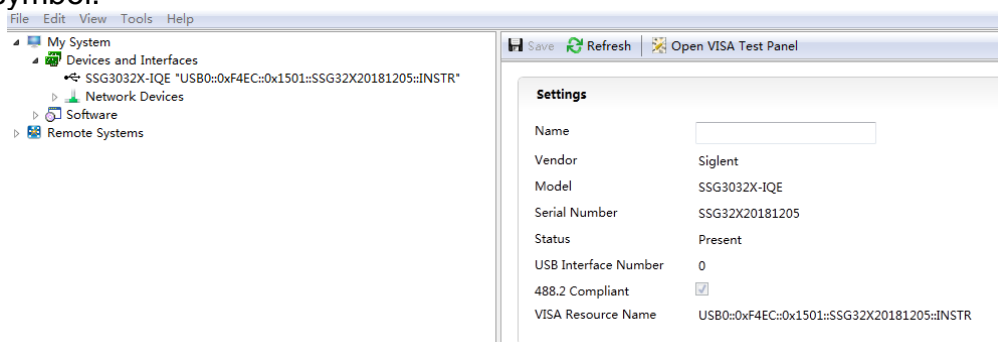 symbol.
File Edit View Tools Help
My System
Devices and Interfaces
SSG3032X-IQE "USB0::0xF4EC::0x1501::SSG32X20181205::INSTR"
Network Devices
Software
Remote Systems
Save Refresh Open VISA Test Panel
Settings
Name
Vendor Siglent
Model SSG3032X-IQE
Serial Number SSG32X20181205
Status Present
USB Interface Number 0
488.2 Compliant
VISA Resource Name USB0::0xF4EC::0x1501::SSG32X20181205::INSTR